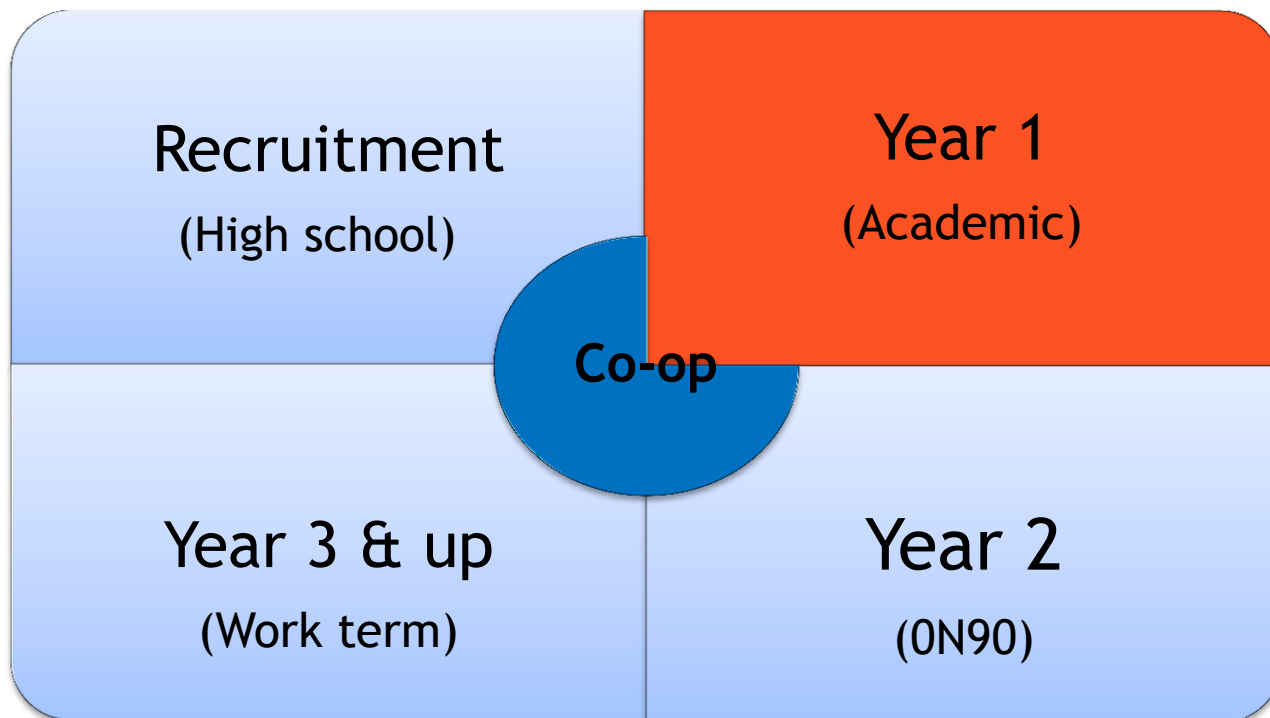 Recruitment
(High school)
Year 1
(Academic)
Co-op
Year 3 & up
(Work term)
Year 2
(0N90)